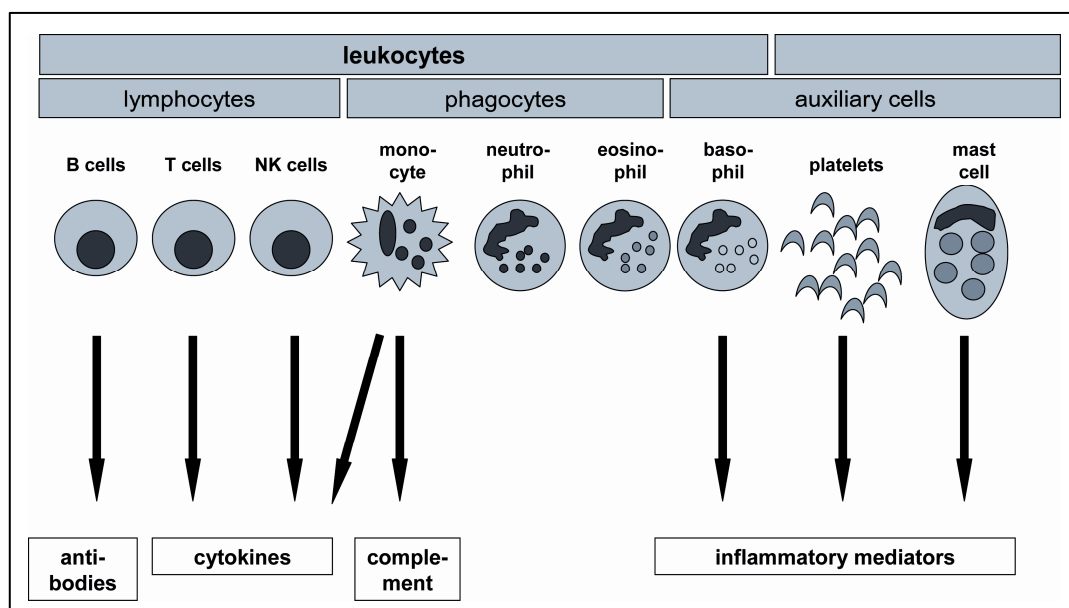 leukocytes
lymphocytes
phagocytes
auxiliary cells
B cells
T cells
NK cells
mono-
cyte
neutro-
phil
eosino-
phil
baso-
phil
platelets
mast
cell
anti-
bodies
cytokines
comple-
ment
inflammatory mediators